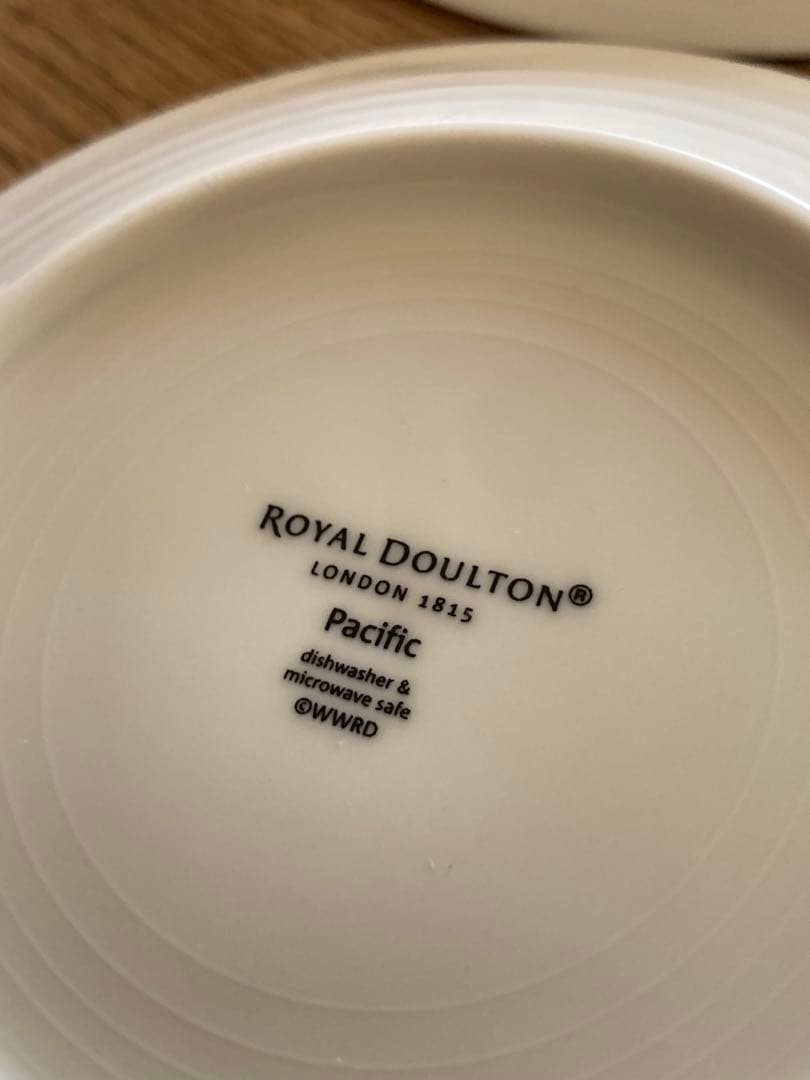 ROYAL DOULTON®
LONDON 1815
Pacific
dishwasher &
microwave safe
©WWRD